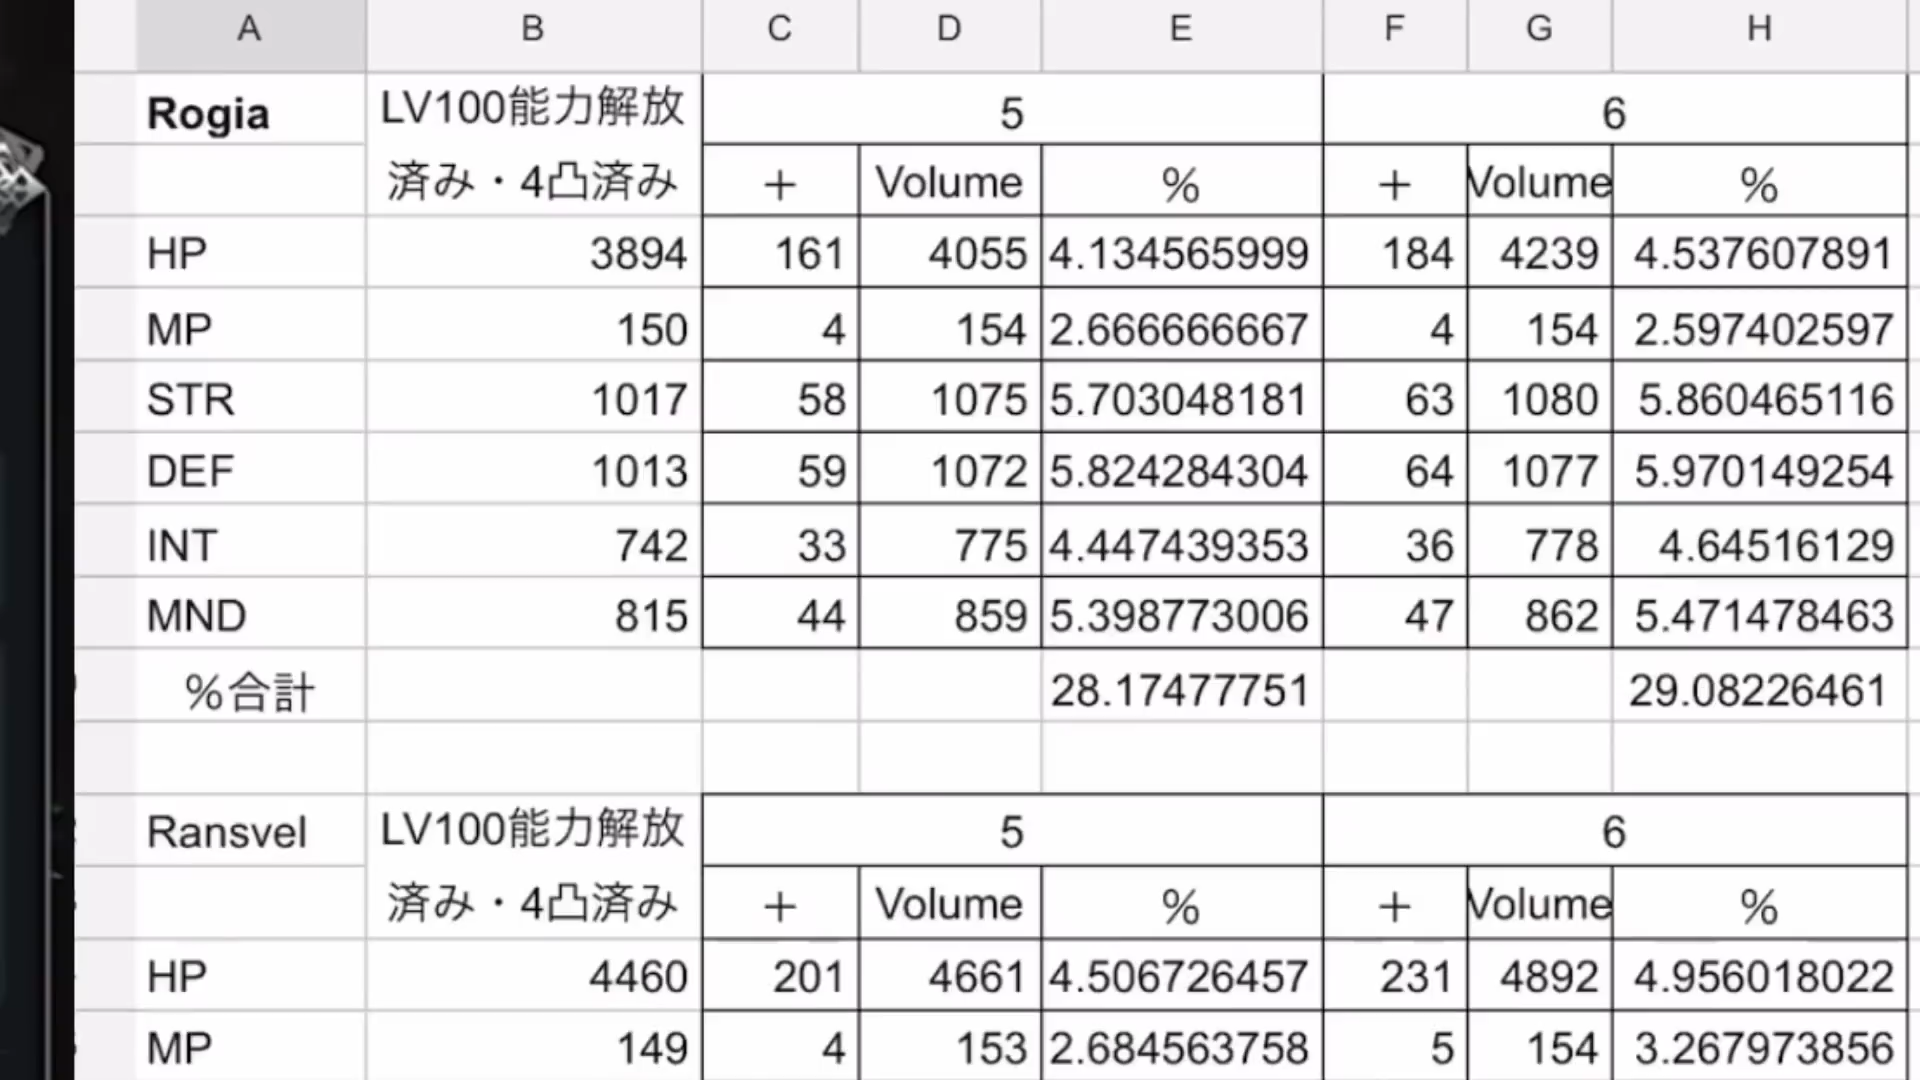 A B C D E F G H
Rogia LV100能力解放 5 6
済み・4凸済み + Volume % + Volume %
HP 3894 161 4055 4.134565999 184 4239 4.537607891
MP 150 4 154 2.666666667 4 154 2.597402597
STR 1017 58 1075 5.703048181 63 1080 5.860465116
DEF 1013 59 1072 5.824284304 64 1077 5.970149254
INT 742 33 775 4.447439353 36 778 4.64516129
MND 815 44 859 5.398773006 47 862 5.471478463
%合計 28.17477751 29.08226461
Ransvel LV100能力解放 5 6
済み・4凸済み + Volume % + Volume %
HP 4460 201 4661 4.506726457 231 4892 4.956018022
MP 149 4 153 2.684563758 5 154 3.267973856